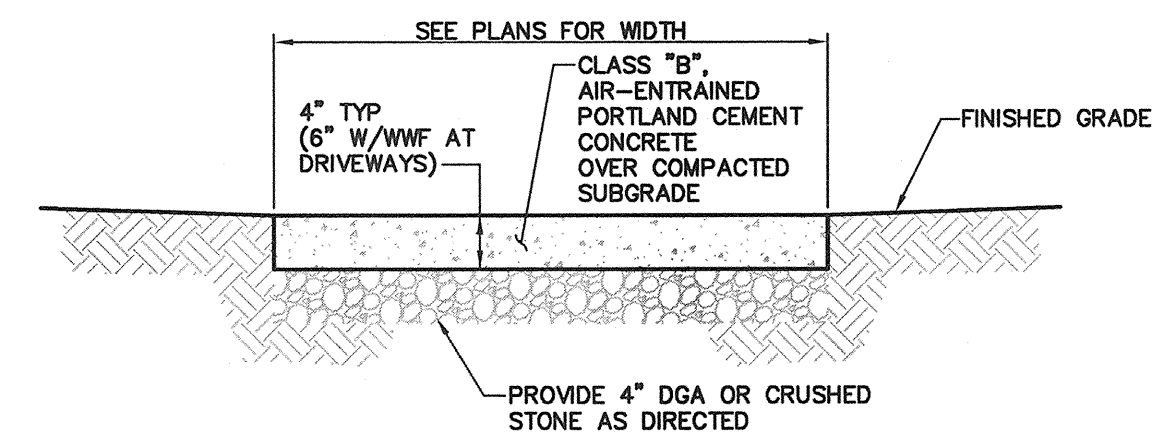 SEE PLANS FOR WIDTH
CLASS "B",
AIR-ENTRAINED
PORTLAND CEMENT
CONCRETE
OVER COMPACTED
SUBGRADE
4" TYP
(6" W/WWF AT
DRIVEWAYS)
FINISHED GRADE
PROVIDE 4" DGA OR CRUSHED
STONE AS DIRECTED